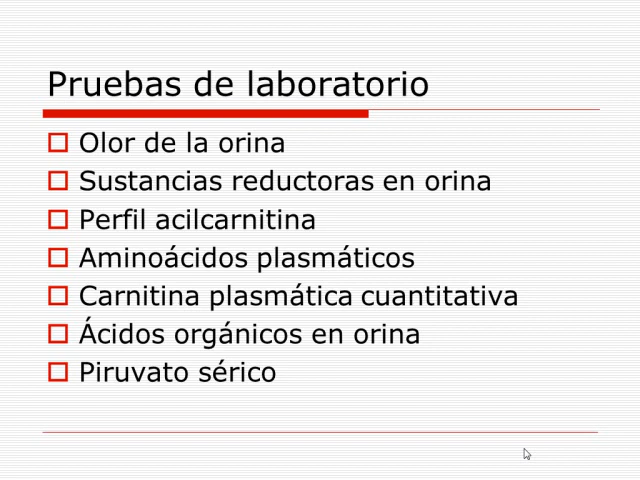 Pruebas de laboratorio
Olor de la orina
Sustancias reductoras en orina
Perfil acilcarnitina
Aminoácidos plasmáticos
Carnitina plasmática cuantitativa
Ácidos orgánicos en orina
Piruvato sérico